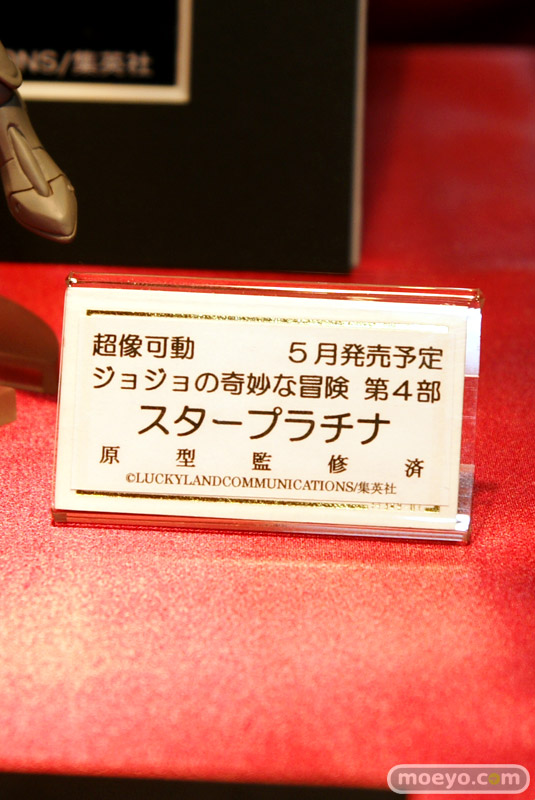 NS/集英社
超像可動 5月発売予定
ジョジョの奇妙な冒険 第4部
スタープラチナ
原型監修済
©LUCKYLANDCOMMUNICATIONS/集英社
moeyo.com